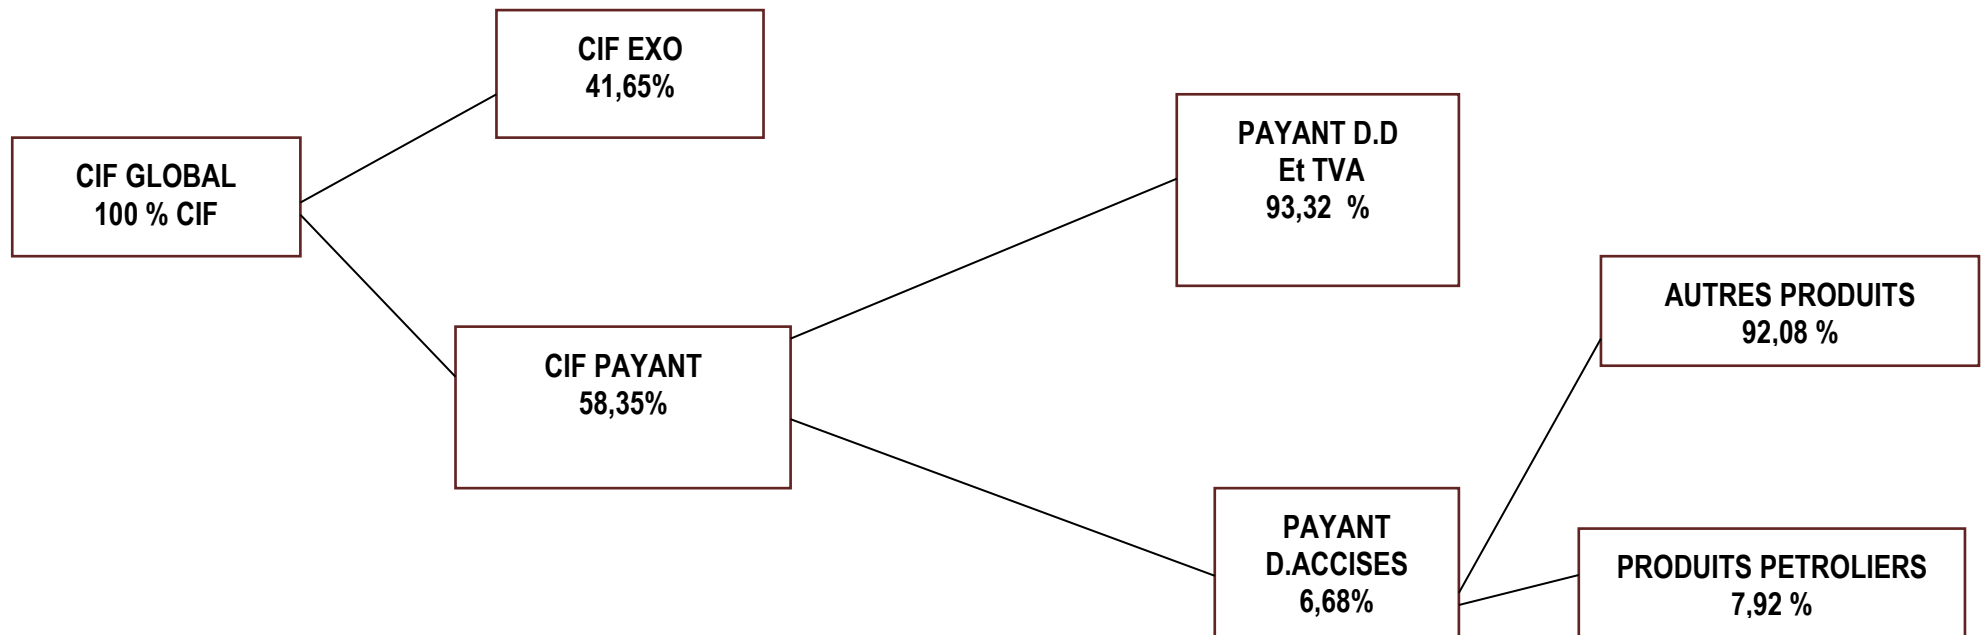 CIF EXO
41,65%
CIF GLOBAL
100 % CIF
PAYANT D.D
Et TVA
93,32 %
CIF PAYANT
58,35%
AUTRES PRODUITS
92,08 %
PAYANT
D.ACCISES
6,68%
PRODUITS PETROLIERS
7,92 %